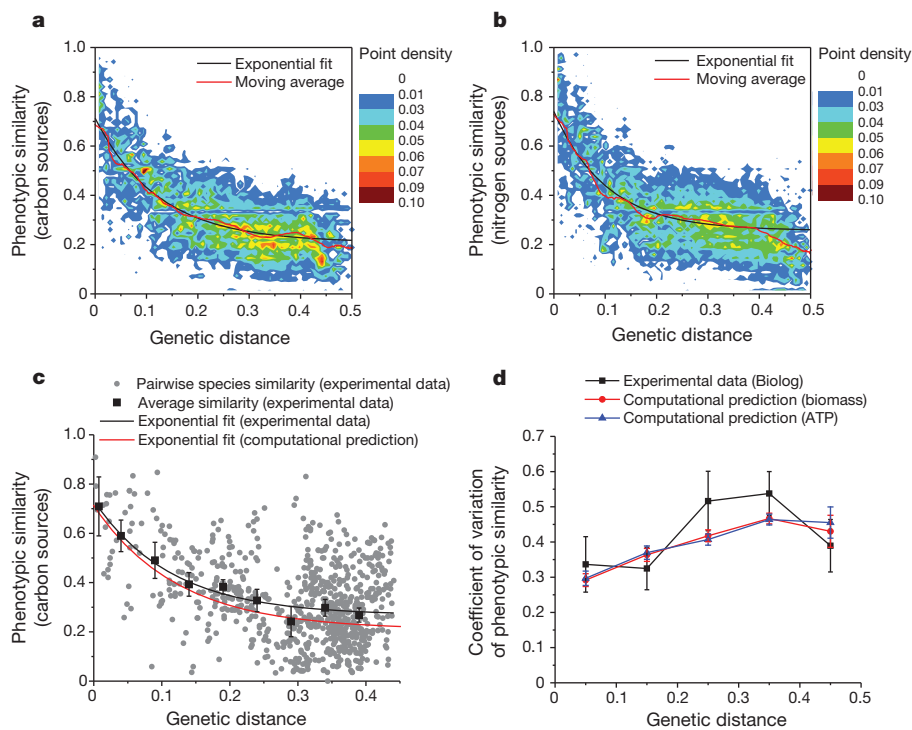 a
Exponential fit
Moving average
Point density
0
0.01
0.03
0.04
0.05
0.06
0.07
0.09
0.10
1.0
0.8
0.6
0.4
0.2
0
Phenotypic similarity
(carbon sources)
0
0.1
0.2
0.3
0.4
0.5
Genetic distance
b
Exponential fit
Moving average
Point density
0
0.01
0.03
0.04
0.05
0.06
0.07
0.09
0.10
1.0
0.8
0.6
0.4
0.2
0
Phenotypic similarity
(nitrogen sources)
0
0.1
0.2
0.3
0.4
0.5
Genetic distance
c
Pairwise species similarity (experimental data)
Average similarity (experimental data)
Exponential fit (experimental data)
Exponential fit (computational prediction)
1.0
0.8
0.6
0.4
0.2
0
Phenotypic similarity
(carbon sources)
0
0.1
0.2
0.3
0.4
Genetic distance
d
Experimental data (Biolog)
Computational prediction (biomass)
Computational prediction (ATP)
0.7
0.6
0.5
0.4
0.3
0.2
0.1
0
Coefficient of variation
of phenotypic similarity
0
0.1
0.2
0.3
0.4
0.5
Genetic distance